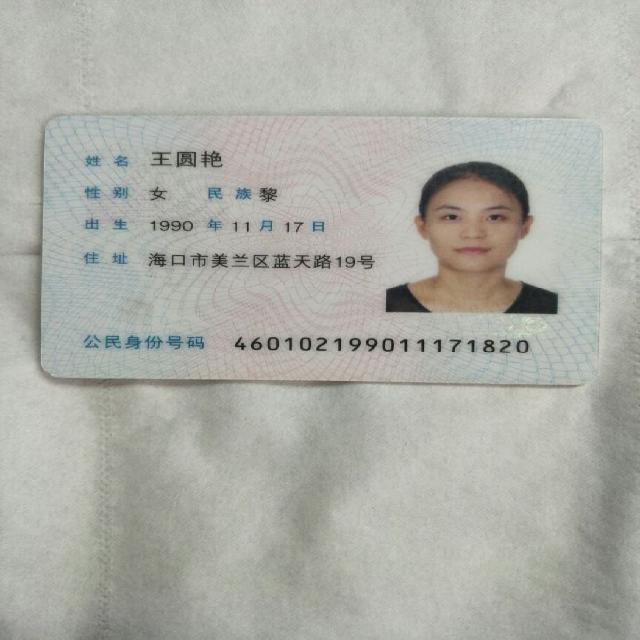 姓名 王圆艳
性别 女 民族 黎
出生 1990 年 11 月 17 日
住址 海口市美兰区蓝天路19号
公民身份号码 460102199011171820